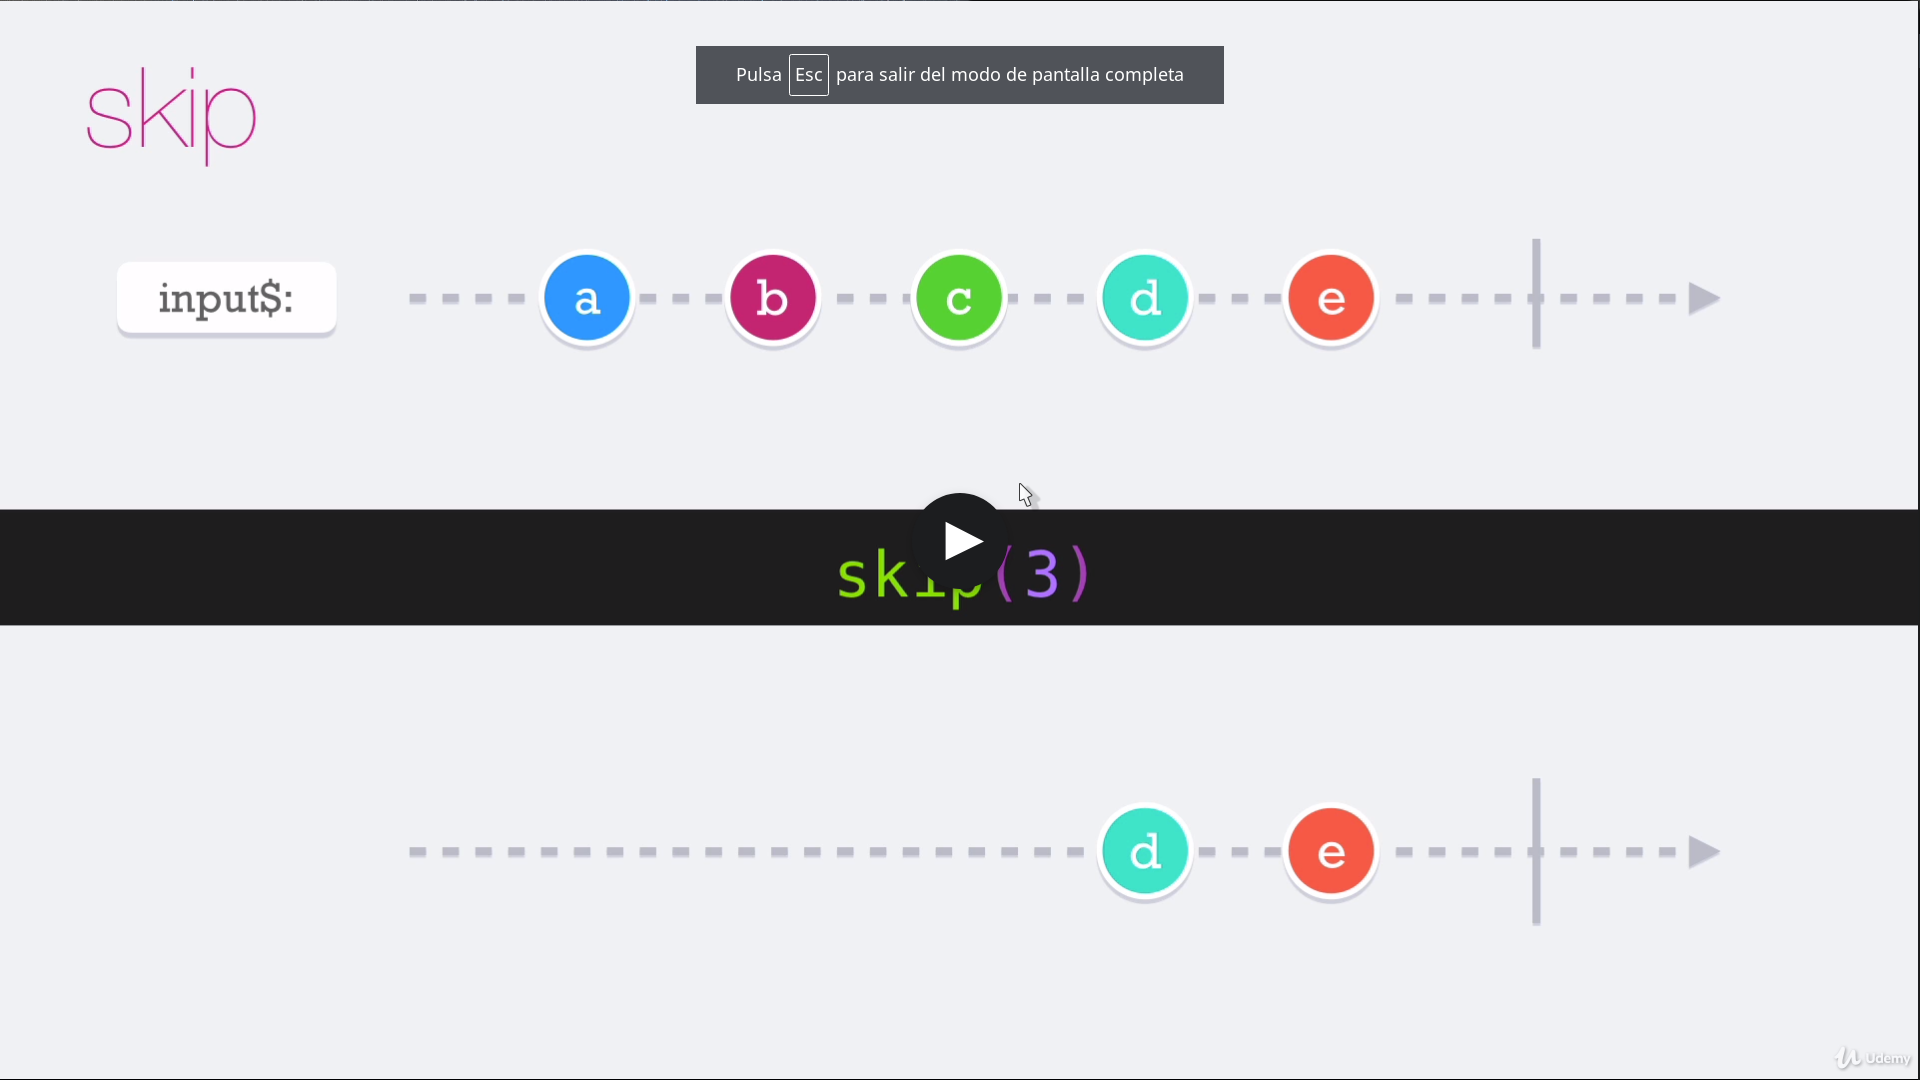 skip
Pulsa Esc para salir del modo de pantalla completa
input$:
a b c d e
skip(3)
d e
Udemy